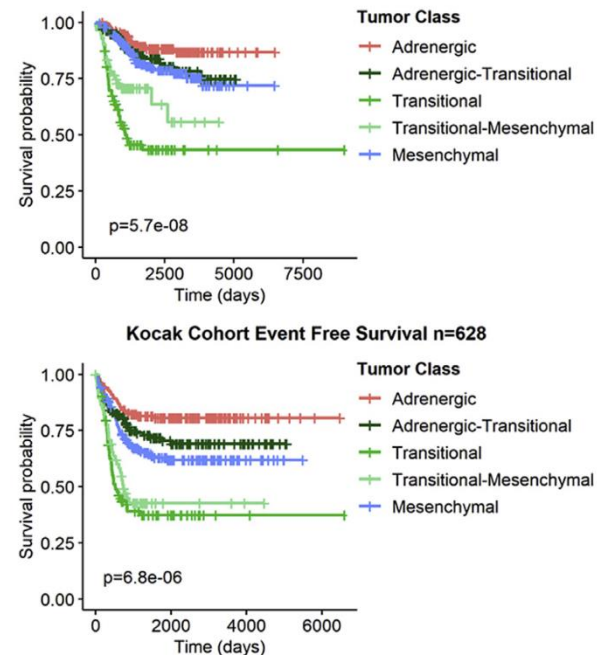 Tumor Class
Adrenergic
Adrenergic-Transitional
Transitional
Transitional-Mesenchymal
Mesenchymal
Survival probability
1.00
0.75
0.50
0.25
0.00
p=5.7e-08
0 2500 5000 7500
Time (days)
Kocak Cohort Event Free Survival n=628
Tumor Class
Adrenergic
Adrenergic-Transitional
Transitional
Transitional-Mesenchymal
Mesenchymal
Survival probability
1.00
0.75
0.50
0.25
0.00
p=6.8e-06
0 2000 4000 6000
Time (days)